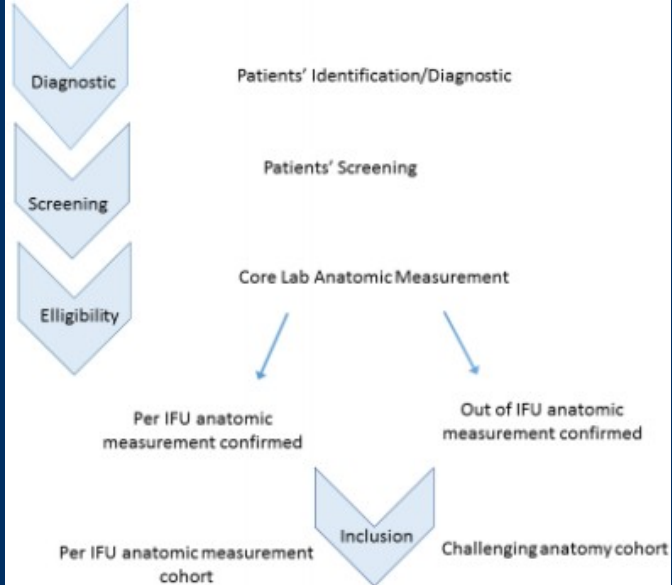 Diagnostic
Patients' Identification/Diagnostic
Screening
Patients' Screening
Elligibility
Core Lab Anatomic Measurement
Per IFU anatomic
measurement confirmed
Out of IFU anatomic
measurement confirmed
Inclusion
Per IFU anatomic measurement
cohort
Challenging anatomy cohort